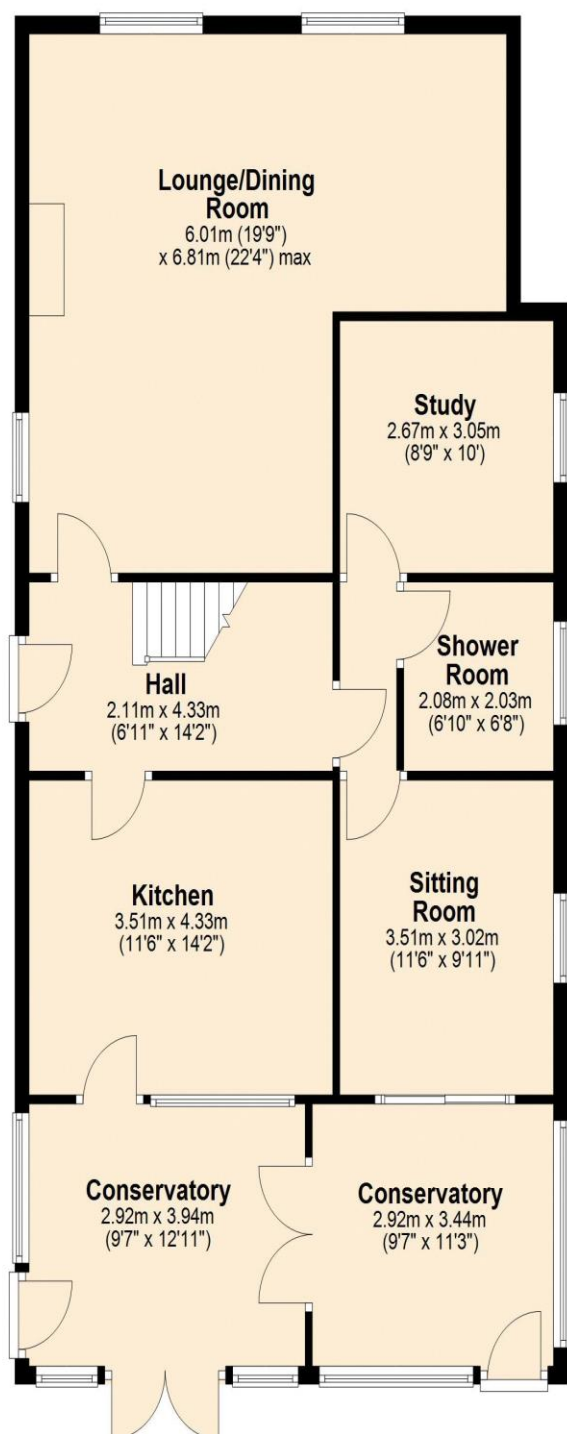 Lounge/Dining
Room
6.01m (19'9")
x 6.81m (22'4") max
Study
2.67m x 3.05m
(8'9" x 10')
Shower
Room
2.08m x 2.03m
(6'10" x 6'8")
Hall
2.11m x 4.33m
(6'11" x 14'2")
Kitchen
3.51m x 4.33m
(11'6" x 14'2")
Sitting
Room
3.51m x 3.02m
(11'6" x 9'11")
Conservatory
2.92m x 3.94m
(9'7" x 12'11")
Conservatory
2.92m x 3.44m
(9'7" x 11'3")